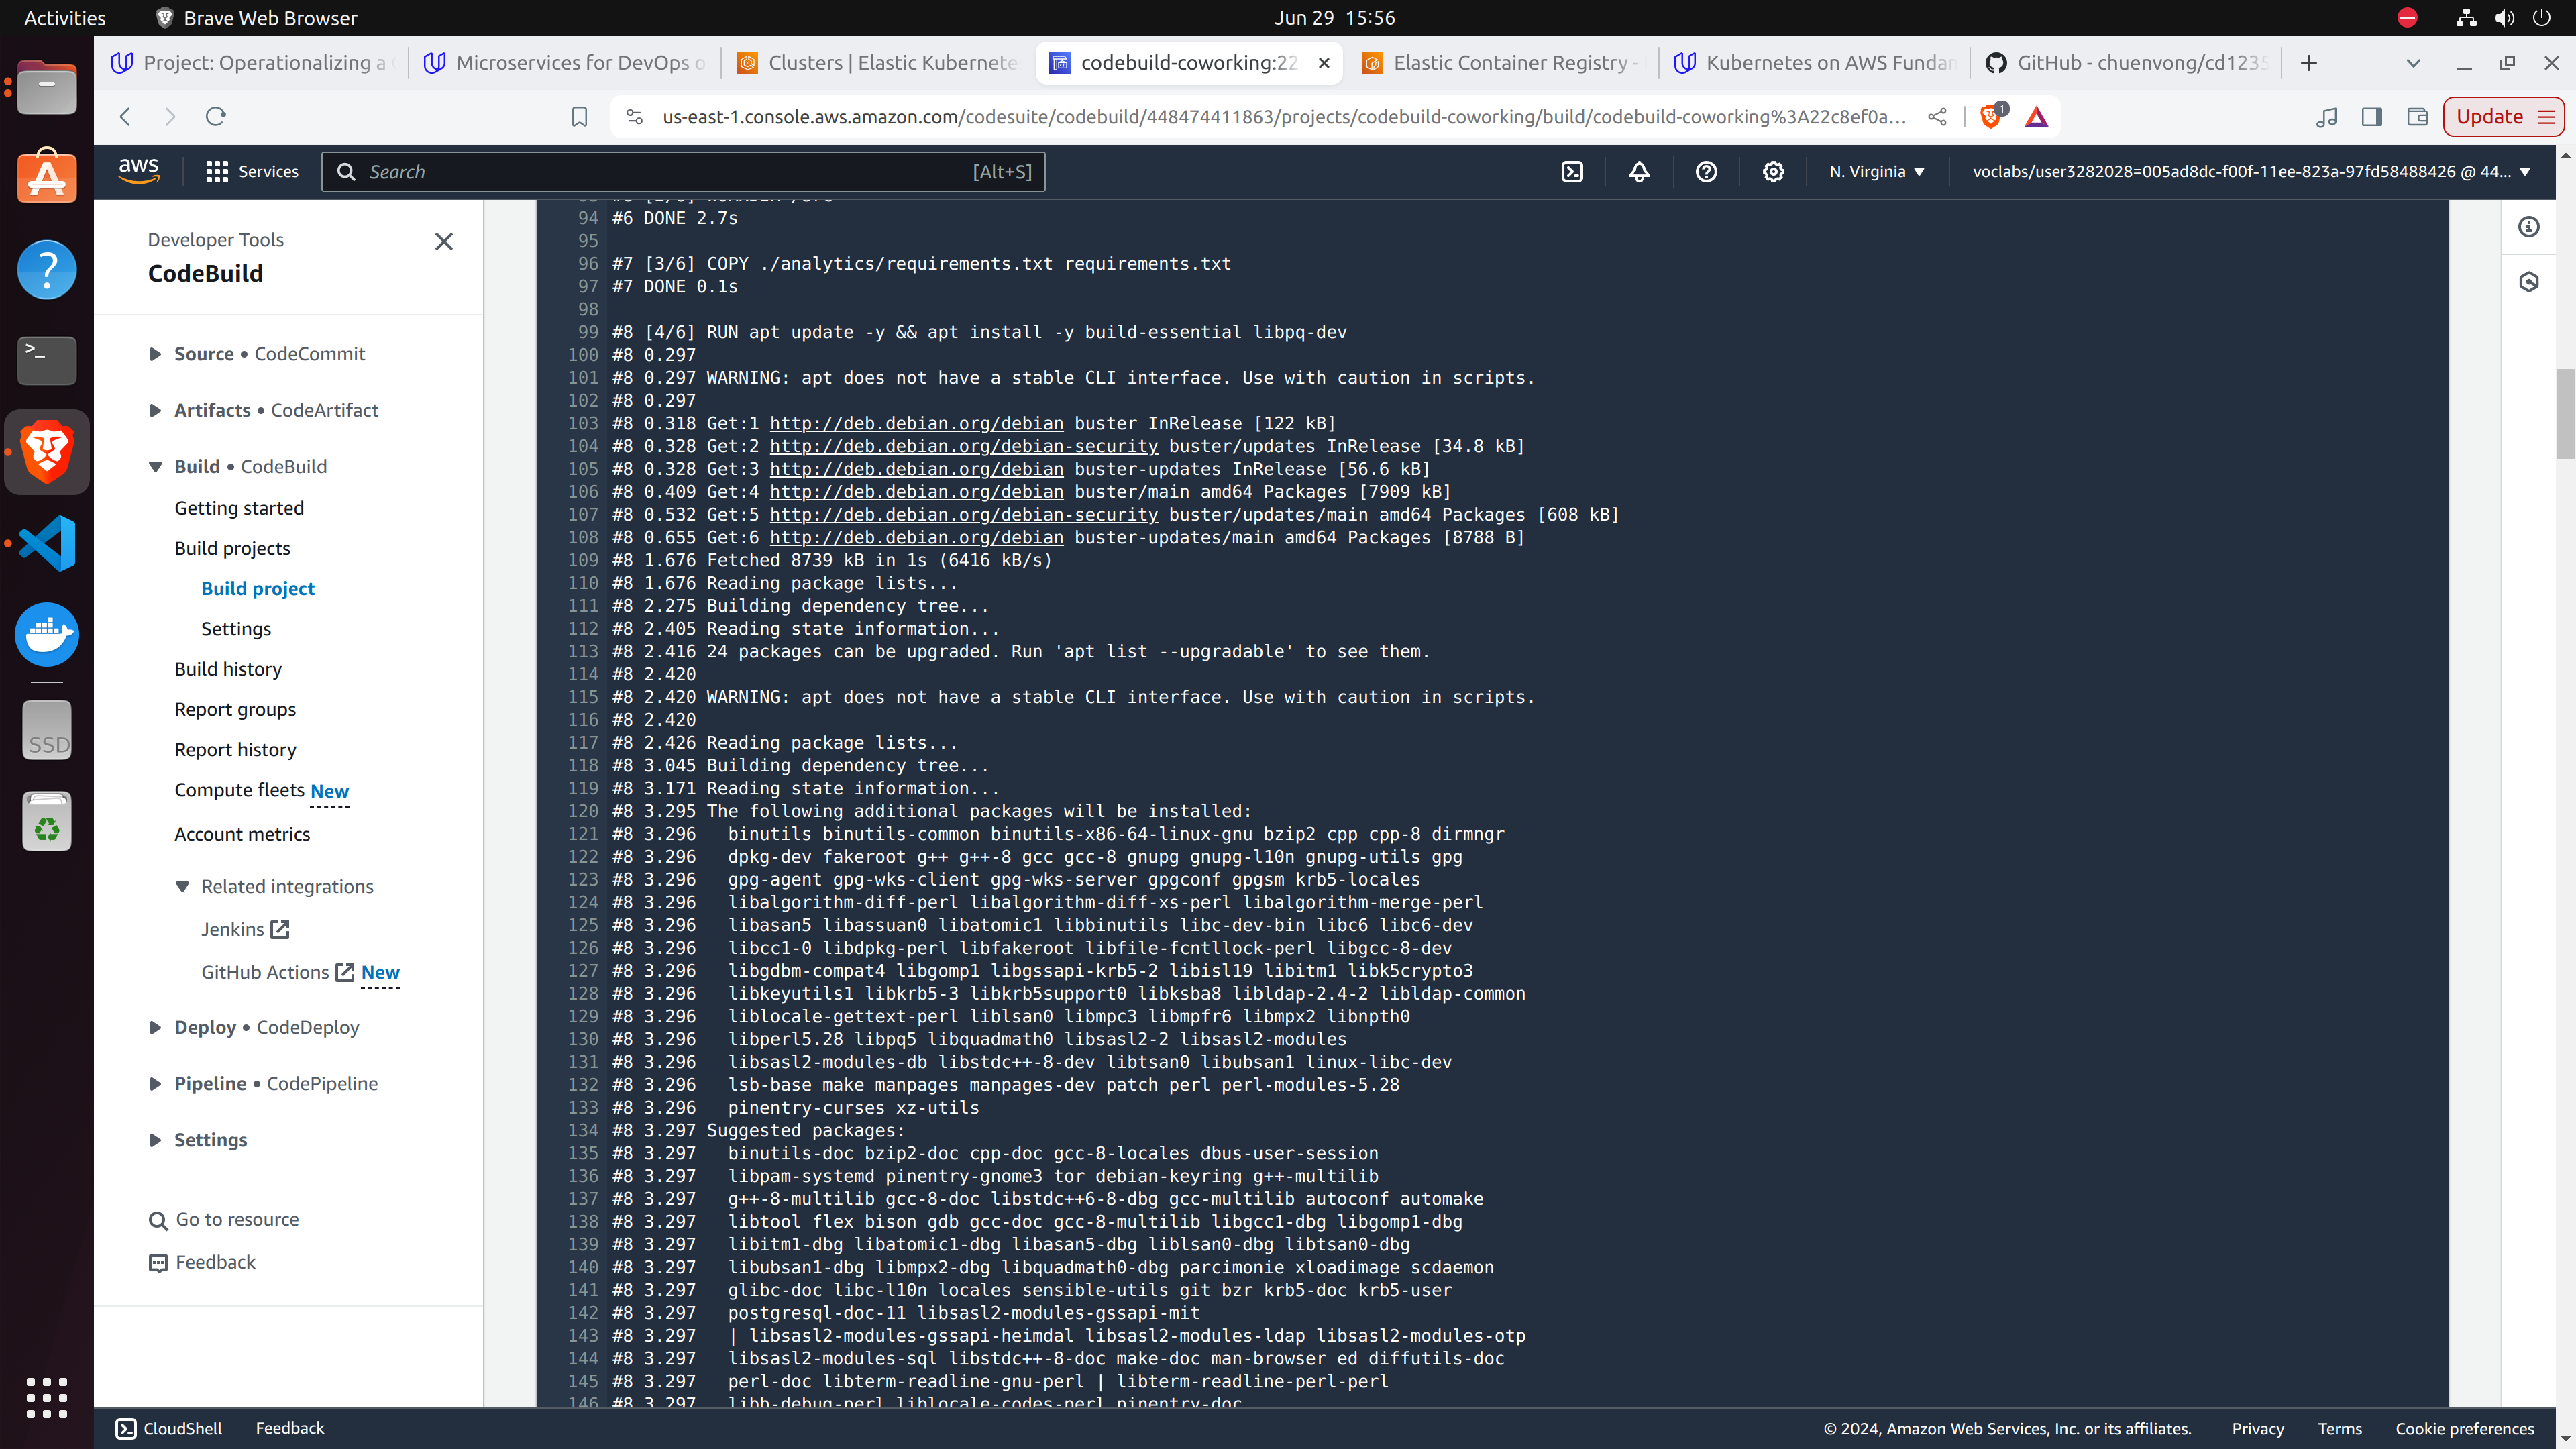 Activities
Brave Web Browser
Jun 29 15:56
Project: Operationalizing a
Microservices for DevOps
Clusters | Elastic Kubernete
codebuild-coworking:22
Elastic Container Registry -
Kubernetes on AWS Fundan
GitHub - chuenvong/cd1235
us-east-1.console.aws.amazon.com/codesuite/codebuild/448474411863/projects/codebuild-coworking/build/codebuild-coworking%3A22c8ef0a...
1
Update
aws
Services
Search
[Alt+S]
N. Virginia
voclabs/user3282028=005ad8dc-f00f-11ee-823a-97fd58488426 @ 44...
Developer Tools
CodeBuild
Source • CodeCommit
Artifacts • CodeArtifact
Build • CodeBuild
Getting started
Build projects
Build project
Settings
Build history
Report groups
Report history
Compute fleets New
Account metrics
Related integrations
Jenkins
GitHub Actions New
Deploy • CodeDeploy
Pipeline • CodePipeline
Settings
Go to resource
Feedback
SSD
94 #6 DONE 2.7s
95
96 #7 [3/6] COPY ./analytics/requirements.txt requirements.txt
97 #7 DONE 0.1s
98
99 #8 [4/6] RUN apt update -y && apt install -y build-essential libpq-dev
100 #8 0.297
101 #8 0.297 WARNING: apt does not have a stable CLI interface. Use with caution in scripts.
102 #8 0.297
103 #8 0.318 Get:1 http://deb.debian.org/debian buster InRelease [122 kB]
104 #8 0.328 Get:2 http://deb.debian.org/debian-security buster/updates InRelease [34.8 kB]
105 #8 0.328 Get:3 http://deb.debian.org/debian buster-updates InRelease [56.6 kB]
106 #8 0.409 Get:4 http://deb.debian.org/debian buster/main amd64 Packages [7909 kB]
107 #8 0.532 Get:5 http://deb.debian.org/debian-security buster/updates/main amd64 Packages [608 kB]
108 #8 0.655 Get:6 http://deb.debian.org/debian buster-updates/main amd64 Packages [8788 B]
109 #8 1.676 Fetched 8739 kB in 1s (6416 kB/s)
110 #8 1.676 Reading package lists...
111 #8 2.275 Building dependency tree...
112 #8 2.405 Reading state information...
113 #8 2.416 24 packages can be upgraded. Run 'apt list --upgradable' to see them.
114 #8 2.420
115 #8 2.420 WARNING: apt does not have a stable CLI interface. Use with caution in scripts.
116 #8 2.420
117 #8 2.426 Reading package lists...
118 #8 3.045 Building dependency tree...
119 #8 3.171 Reading state information...
120 #8 3.295 The following additional packages will be installed:
121 #8 3.296 binutils binutils-common binutils-x86-64-linux-gnu bzip2 cpp cpp-8 dirmngr
122 #8 3.296 dpkg-dev fakeroot g++ g++-8 gcc gcc-8 gnupg gnupg-l10n gnupg-utils gpg
123 #8 3.296 gpg-agent gpg-wks-client gpg-wks-server gpgconf gpgsm krb5-locales
124 #8 3.296 libalgorithm-diff-perl libalgorithm-diff-xs-perl libalgorithm-merge-perl
125 #8 3.296 libasan5 libassuan0 libatomic1 libbinutils libc-dev-bin libc6 libc6-dev
126 #8 3.296 libcc1-0 libdpkg-perl libfakeroot libfile-fcntllock-perl libgcc-8-dev
127 #8 3.296 libgdbm-compat4 libgomp1 libgssapi-krb5-2 libisl19 libitm1 libk5crypto3
128 #8 3.296 libkeyutils1 libkrb5-3 libkrb5support0 libksba8 libldap-2.4-2 libldap-common
129 #8 3.296 liblocale-gettext-perl liblsan0 libmpc3 libmpfr6 libmpx2 libnpth0
130 #8 3.296 libperl5.28 libpq5 libquadmath0 libsasl2-2 libsasl2-modules
131 #8 3.296 libsasl2-modules-db libstdc++-8-dev libtsan0 libubsan1 linux-libc-dev
132 #8 3.296 lsb-base make manpages manpages-dev patch perl perl-modules-5.28
133 #8 3.296 pinentry-curses xz-utils
134 #8 3.297 Suggested packages:
135 #8 3.297 binutils-doc bzip2-doc cpp-doc gcc-8-locales dbus-user-session
136 #8 3.297 libpam-systemd pinentry-gnome3 tor debian-keyring g++-multilib
137 #8 3.297 g++-8-multilib gcc-8-doc libstdc++6-8-dbg gcc-multilib autoconf automake
138 #8 3.297 libtool flex bison gdb gcc-doc gcc-8-multilib libgcc1-dbg libgomp1-dbg
139 #8 3.297 libitm1-dbg libatomic1-dbg libasan5-dbg liblsan0-dbg libtsan0-dbg
140 #8 3.297 libubsan1-dbg libmpx2-dbg libquadmath0-dbg parcimonie xloadimage scdaemon
141 #8 3.297 glibc-doc libc-l10n locales sensible-utils git bzr krb5-doc krb5-user
142 #8 3.297 postgresql-doc-11 libsasl2-modules-gssapi-mit
143 #8 3.297 | libsasl2-modules-gssapi-heimdal libsasl2-modules-ldap libsasl2-modules-otp
144 #8 3.297 libsasl2-modules-sql libstdc++-8-doc make-doc man-browser ed diffutils-doc
145 #8 3.297 perl-doc libterm-readline-gnu-perl | libterm-readline-perl-perl
146 #8 3.297 libb-debug-perl liblocale-codes-perl pinentry-doc
CloudShell
Feedback
© 2024, Amazon Web Services, Inc. or its affiliates.
Privacy
Terms
Cookie preferences